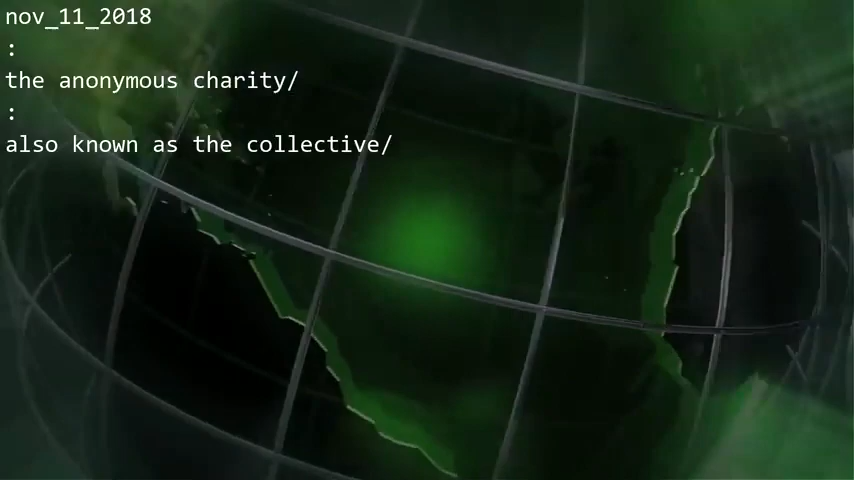 nov_11_2018
:
the anonymous charity/
:
also known as the collective/